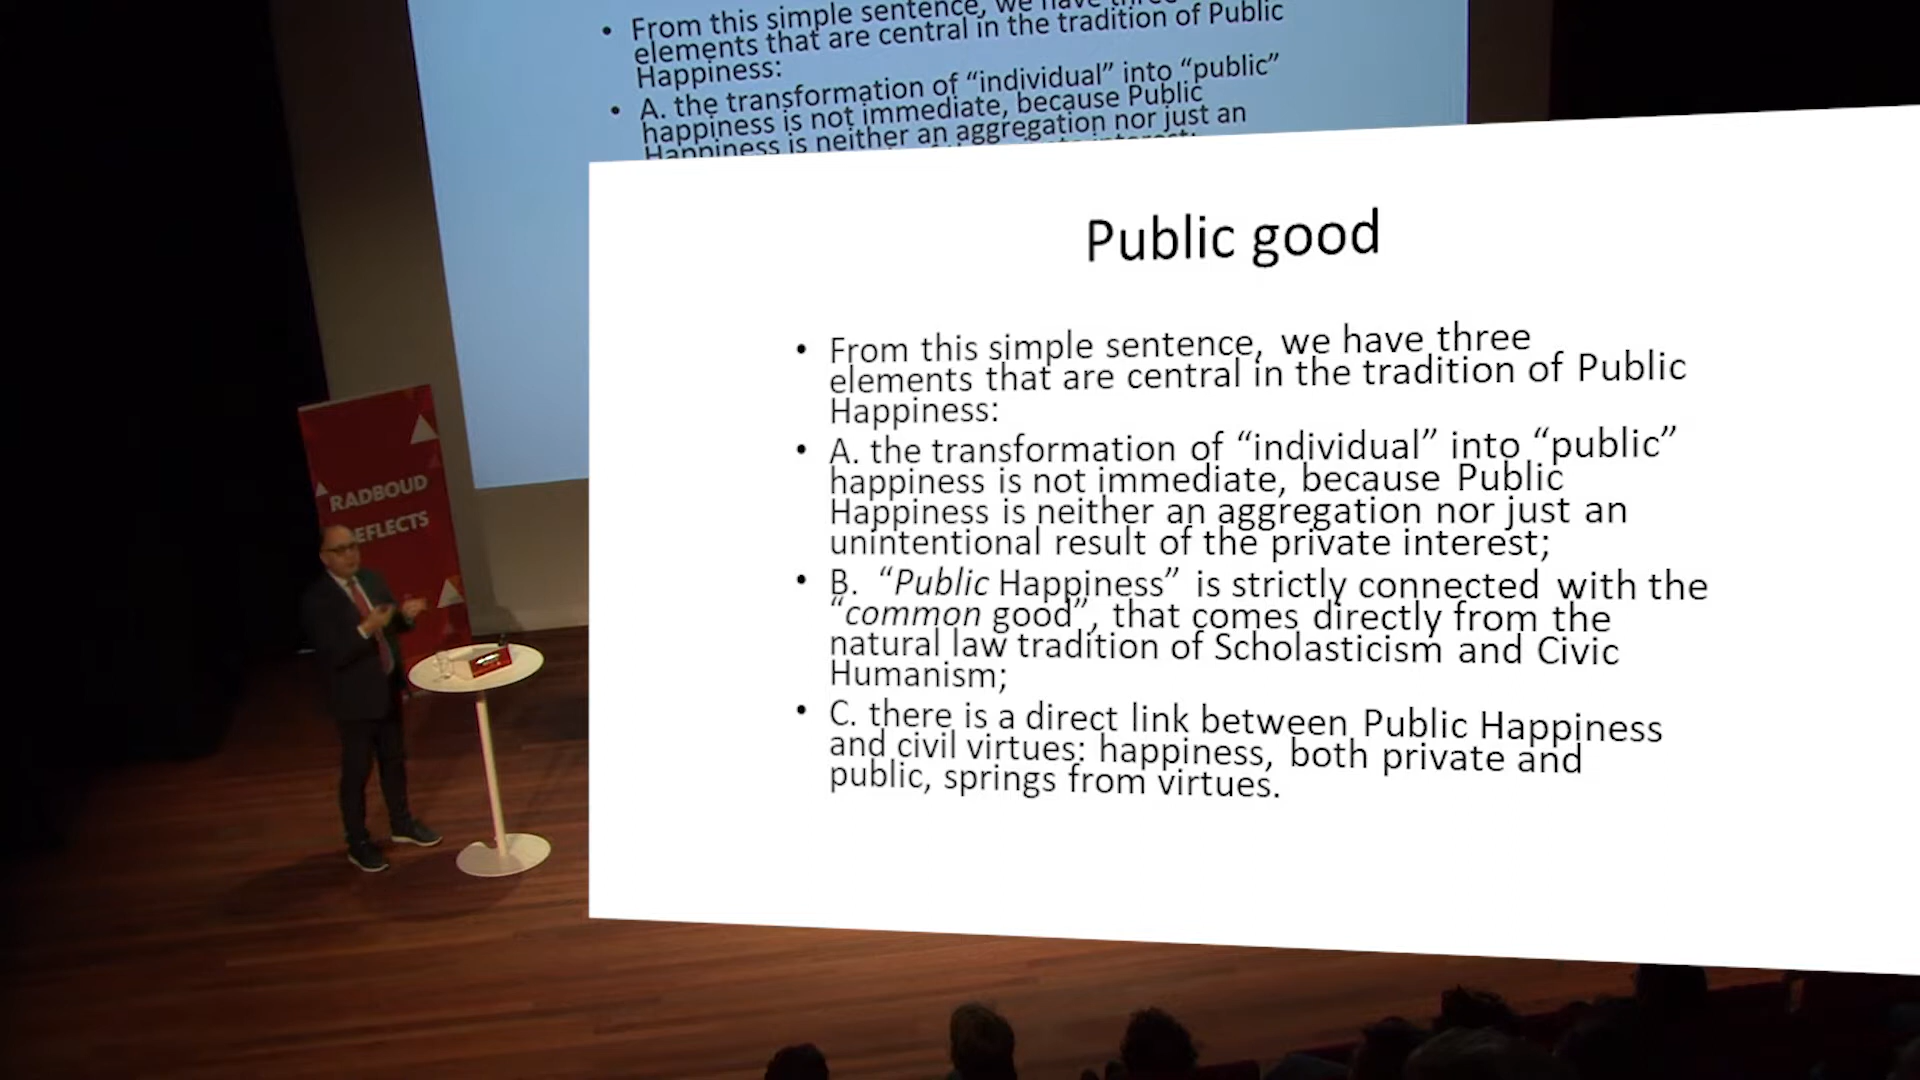 • From this simple sentence, we have three
elements that are central in the tradition of Public
Happiness:
• A. the transformation of “individual” into “public”
happiness is not immediate, because Public
Happiness is neither an aggregation nor just an
RADBOUD
REFLECTS
Public good
• From this simple sentence, we have three
elements that are central in the tradition of Public
Happiness:
• A. the transformation of “individual” into “public”
happiness is not immediate, because Public
Happiness is neither an aggregation nor just an
unintentional result of the private interest;
• B. “Public Happiness” is strictly connected with the
“common good”, that comes directly from the
natural law tradition of Scholasticism and Civic
Humanism;
• C. there is a direct link between Public Happiness
and civil virtues: happiness, both private and
public, springs from virtues.